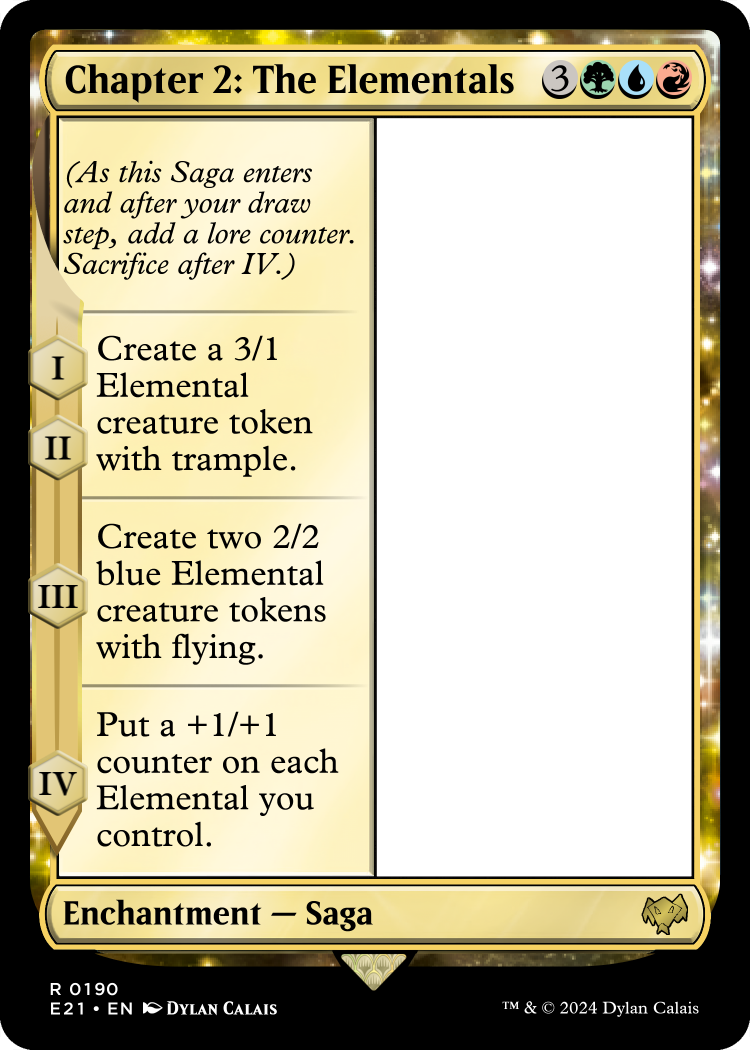 Chapter 2: The Elementals 3
(As this Saga enters
and after your draw
step, add a lore counter.
Sacrifice after IV.)
I
II
Create a 3/1
Elemental
creature token
with trample.
III
Create two 2/2
blue Elemental
creature tokens
with flying.
IV
Put a +1/+1
counter on each
Elemental you
control.
Enchantment — Saga
R 0190
E21 • EN Dylan Calais
™ & © 2024 Dylan Calais